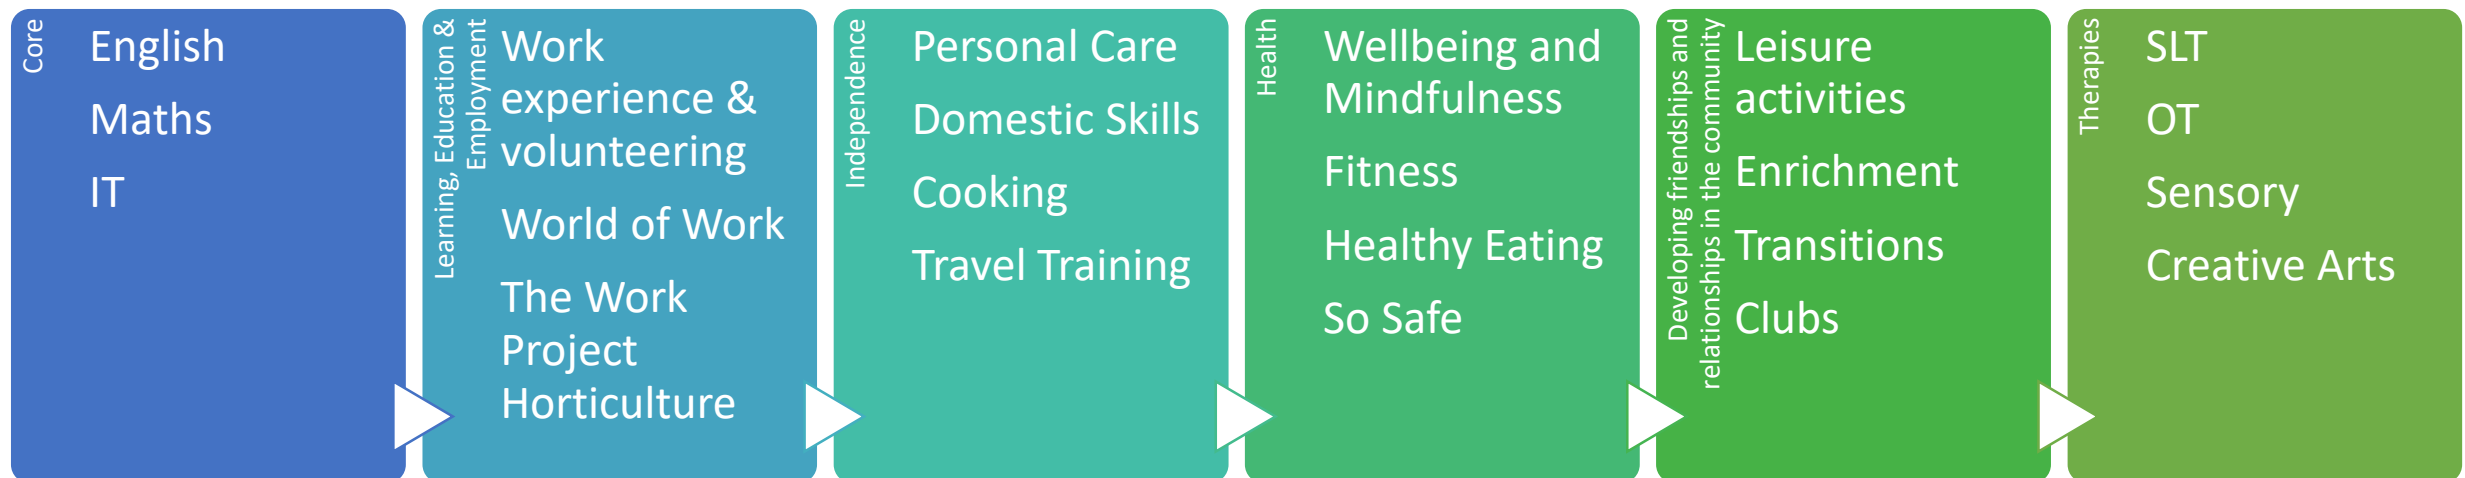 Core
English
Maths
IT
Learning, Education &
Employment
Work
experience &
volunteering
World of Work
The Work
Project
Horticulture
Independence
Personal Care
Domestic Skills
Cooking
Travel Training
Health
Wellbeing and
Mindfulness
Fitness
Healthy Eating
So Safe
Developing friendships and
relationships in the community
Leisure
activities
Enrichment
Transitions
Clubs
Therapies
SLT
OT
Sensory
Creative Arts